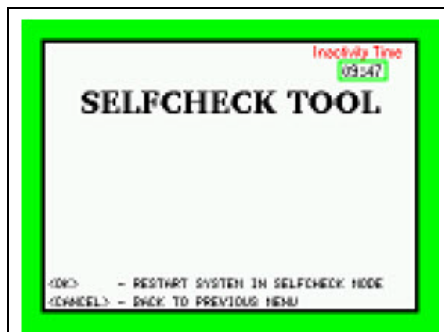 Inactivity Time
09:47
SELFCHECK TOOL
<OK> - RESTART SYSTEM IN SELFCHECK MODE
<CANCEL> - BACK TO PREVIOUS MENU